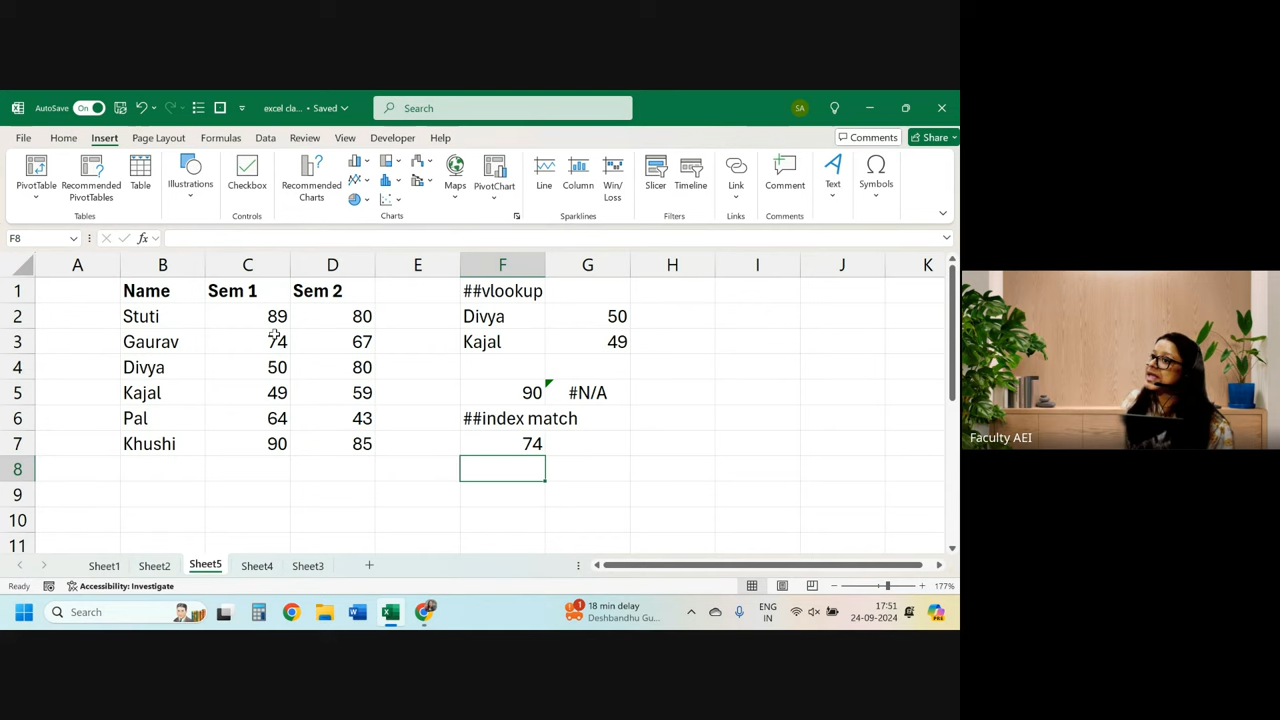 AutoSave On excel cla... • Saved Search SA
File Home Insert Page Layout Formulas Data Review View Developer Help Comments Share
PivotTable Recommended PivotTables Table Illustrations Checkbox Recommended Charts Maps PivotChart Line Column Win/Loss Slicer Timeline Link Comment Text Symbols
Tables Controls Charts Sparklines Filters Links Comments
F8 fx
A B C D E F G H I J K
1 Name Sem 1 Sem 2 ##vlookup
2 Stuti 89 80 Divya 50
3 Gaurav 74 67 Kajal 49
4 Divya 50 80
5 Kajal 49 59 90 #N/A
6 Pal 64 43 ##index match
7 Khushi 90 85 74
8
9
10
11
Sheet1 Sheet2 Sheet5 Sheet4 Sheet3
Ready Accessibility: Investigate 177%
Search 1 18 min delay ENG 17:51
Deshbandhu Gu... IN 24-09-2024
Faculty AEI